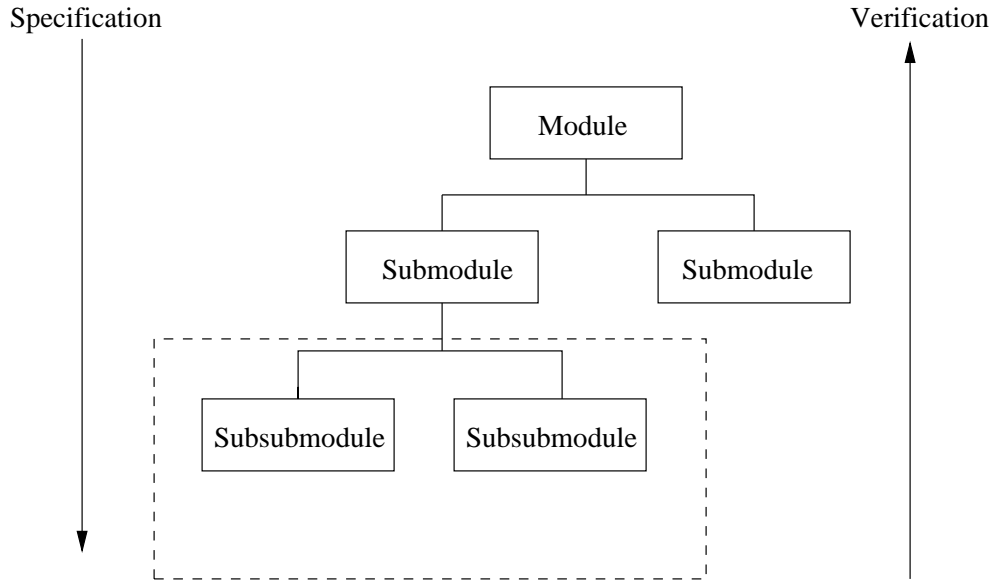 Specification
Verification
Module
Submodule
Submodule
Subsubmodule
Subsubmodule